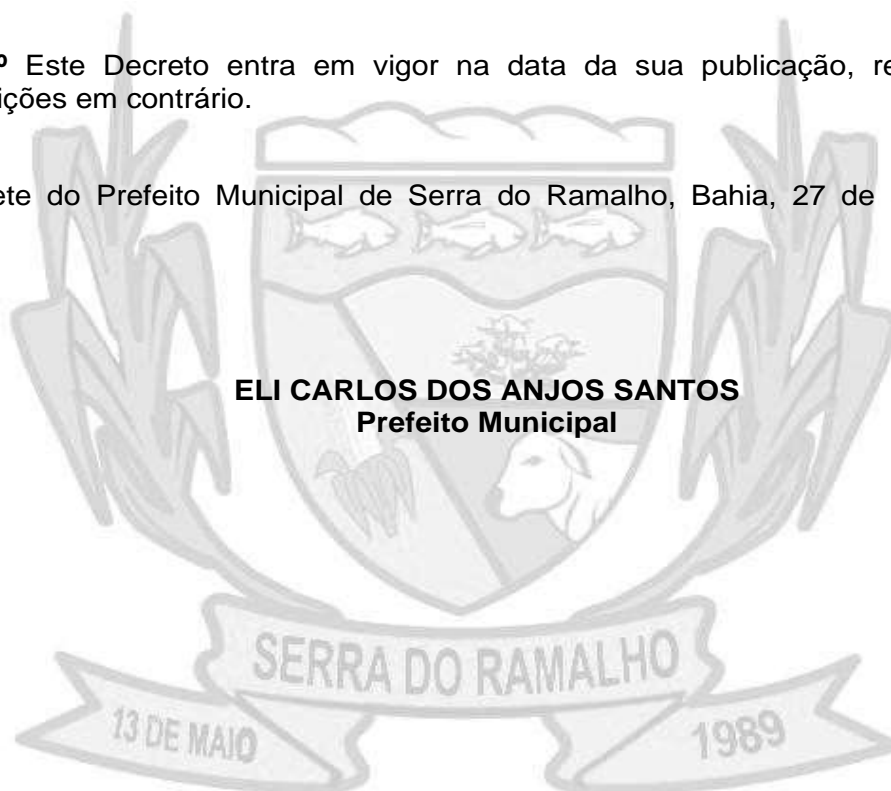 º Este Decreto entra em vigor na data da sua publicação, re
ições em contrário.
ete do Prefeito Municipal de Serra do Ramalho, Bahia, 27 de
ELI CARLOS DOS ANJOS SANTOS
Prefeito Municipal
SERRA DO RAMALHO
13 DE MAIO
1989